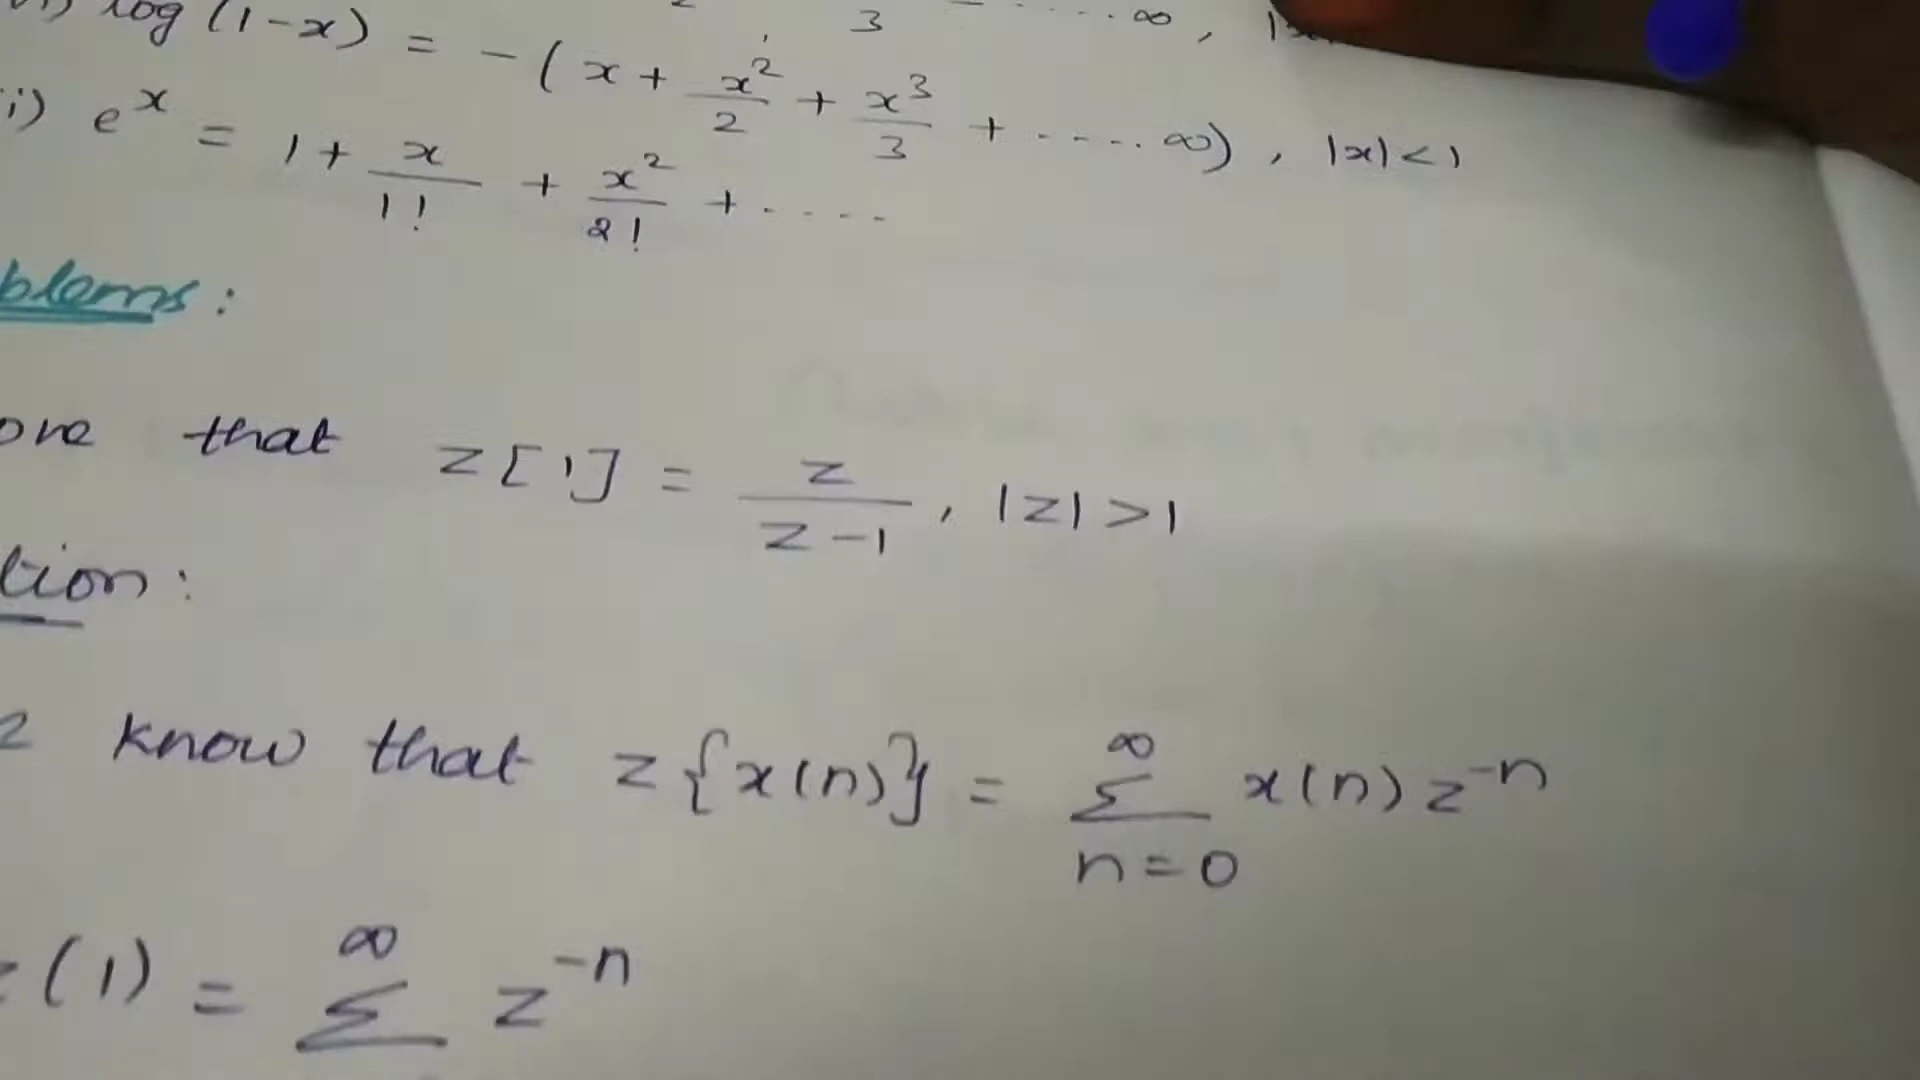 log (1-x) = -(x + x²/2 + x³/3 + ..... ∞), |x|<1
i) eˣ = 1 + x/1! + x²/2! + .....
blems:
ove that z[1] = z/z-1, |z|>1
tion:
know that z{x(n)} = ∞ Σ n=0 x(n) z⁻ⁿ
z(1) = ∞ Σ z⁻ⁿ